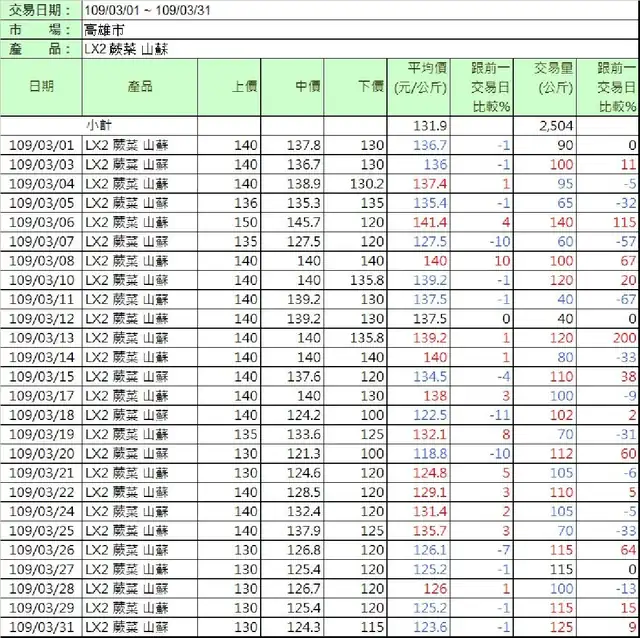 交易日期： 109/03/01 ~ 109/03/31
市 場： 高雄市
產 品： LX2 蕨菜 山蘇
日期 產品 上價 中價 下價 平均價 (元/公斤) 跟前一交易日比較% 交易量 (公斤) 跟前一交易日比較%
小計 131.9 2,504
109/03/01 LX2 蕨菜 山蘇 140 137.8 130 136.7 -1 90 0
109/03/03 LX2 蕨菜 山蘇 140 136.7 130 136 -1 100 11
109/03/04 LX2 蕨菜 山蘇 140 138.9 130.2 137.4 1 95 -5
109/03/05 LX2 蕨菜 山蘇 136 135.3 135 135.4 -1 65 -32
109/03/06 LX2 蕨菜 山蘇 150 145.7 120 141.4 4 140 115
109/03/07 LX2 蕨菜 山蘇 135 127.5 120 127.5 -10 60 -57
109/03/08 LX2 蕨菜 山蘇 140 140 140 140 10 100 67
109/03/10 LX2 蕨菜 山蘇 140 140 135.8 139.2 -1 120 20
109/03/11 LX2 蕨菜 山蘇 140 139.2 130 137.5 -1 40 -67
109/03/12 LX2 蕨菜 山蘇 140 139.2 130 137.5 0 40 0
109/03/13 LX2 蕨菜 山蘇 140 140 135.8 139.2 1 120 200
109/03/14 LX2 蕨菜 山蘇 140 140 140 140 1 80 -33
109/03/15 LX2 蕨菜 山蘇 140 137.6 120 134.5 -4 110 38
109/03/17 LX2 蕨菜 山蘇 140 140 130 138 3 100 -9
109/03/18 LX2 蕨菜 山蘇 140 124.2 100 122.5 -11 102 2
109/03/19 LX2 蕨菜 山蘇 135 133.6 125 132.1 8 70 -31
109/03/20 LX2 蕨菜 山蘇 130 121.3 100 118.8 -10 112 60
109/03/21 LX2 蕨菜 山蘇 130 124.6 120 124.8 5 105 -6
109/03/22 LX2 蕨菜 山蘇 140 128.5 120 129.1 3 110 5
109/03/24 LX2 蕨菜 山蘇 140 132.4 120 131.4 2 105 -5
109/03/25 LX2 蕨菜 山蘇 140 137.9 125 135.7 3 70 -33
109/03/26 LX2 蕨菜 山蘇 130 126.8 120 126.1 -7 115 64
109/03/27 LX2 蕨菜 山蘇 130 125.4 120 125.2 -1 115 0
109/03/28 LX2 蕨菜 山蘇 130 126.7 120 126 1 100 -13
109/03/29 LX2 蕨菜 山蘇 130 125.4 120 125.2 -1 115 15
109/03/31 LX2 蕨菜 山蘇 130 124.3 115 123.6 -1 125 9